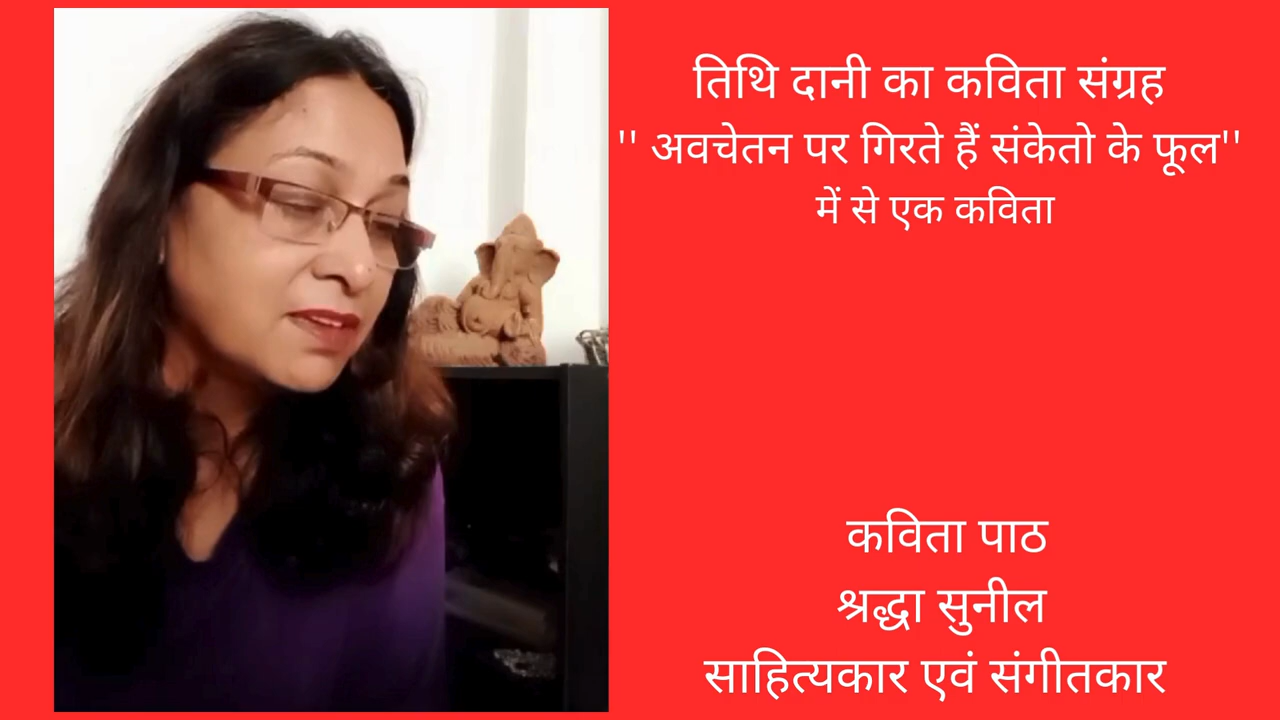 तिथि दानी का कविता संग्रह
'' अवचेतन पर गिरते हैं संकेतो के फूल''
में से एक कविता
कविता पाठ
श्रद्धा सुनील
साहित्यकार एवं संगीतकार